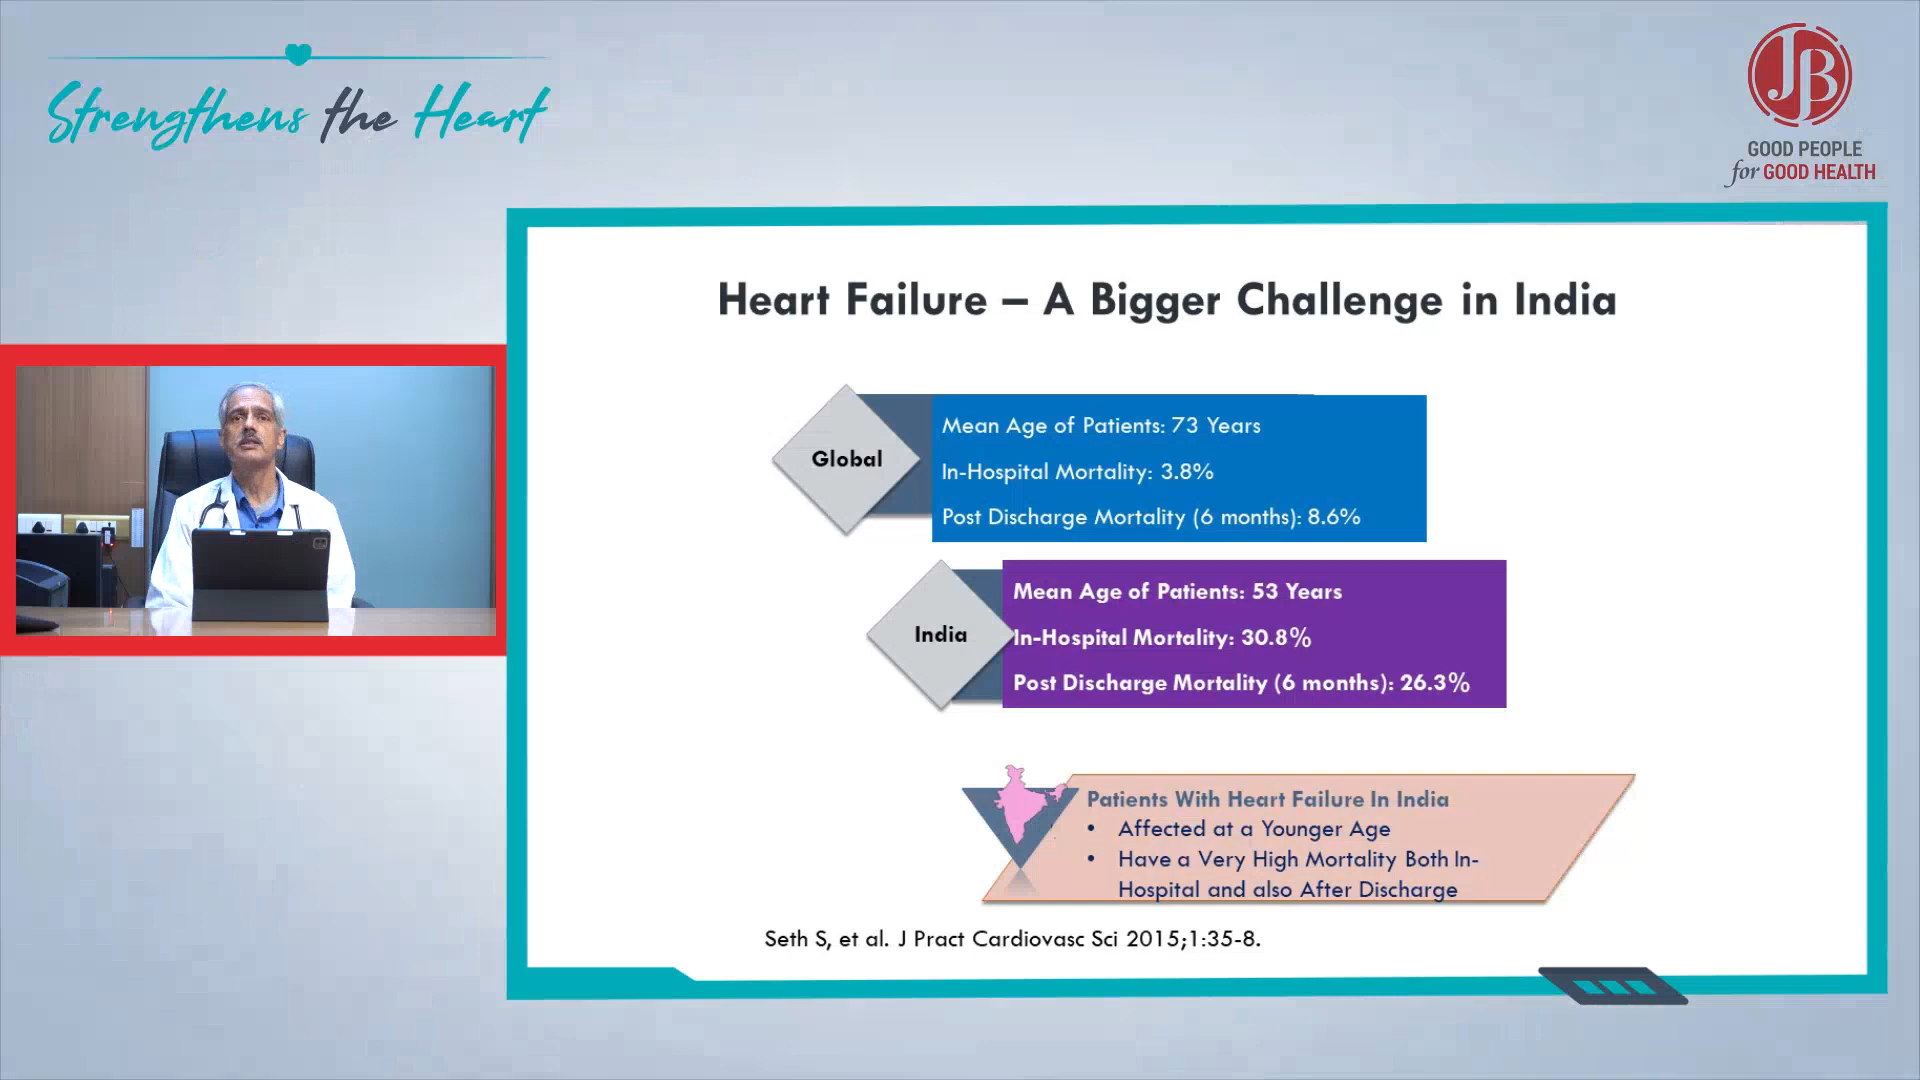 Strengthens the Heart
JB
GOOD PEOPLE
for GOOD HEALTH
Heart Failure – A Bigger Challenge in India
Global
Mean Age of Patients: 73 Years
In-Hospital Mortality: 3.8%
Post Discharge Mortality (6 months): 8.6%
India
Mean Age of Patients: 53 Years
In-Hospital Mortality: 30.8%
Post Discharge Mortality (6 months): 26.3%
Patients With Heart Failure In India
• Affected at a Younger Age
• Have a Very High Mortality Both In-
Hospital and also After Discharge
Seth S, et al. J Pract Cardiovasc Sci 2015;1:35-8.